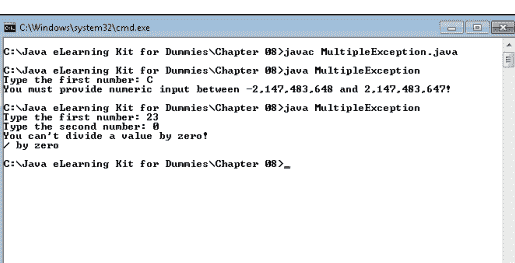 C:\Windows\system32\cmd.exe
C:\Java eLearning Kit for Dummies\Chapter 08>javac MultipleException.java
C:\Java eLearning Kit for Dummies\Chapter 08>java MultipleException
Type the first number: C
You must provide numeric input between -2,147,483,648 and 2,147,483,647!
C:\Java eLearning Kit for Dummies\Chapter 08>java MultipleException
Type the first number: 23
Type the second number: 0
You can't divide a value by zero!
/ by zero
C:\Java eLearning Kit for Dummies\Chapter 08>_